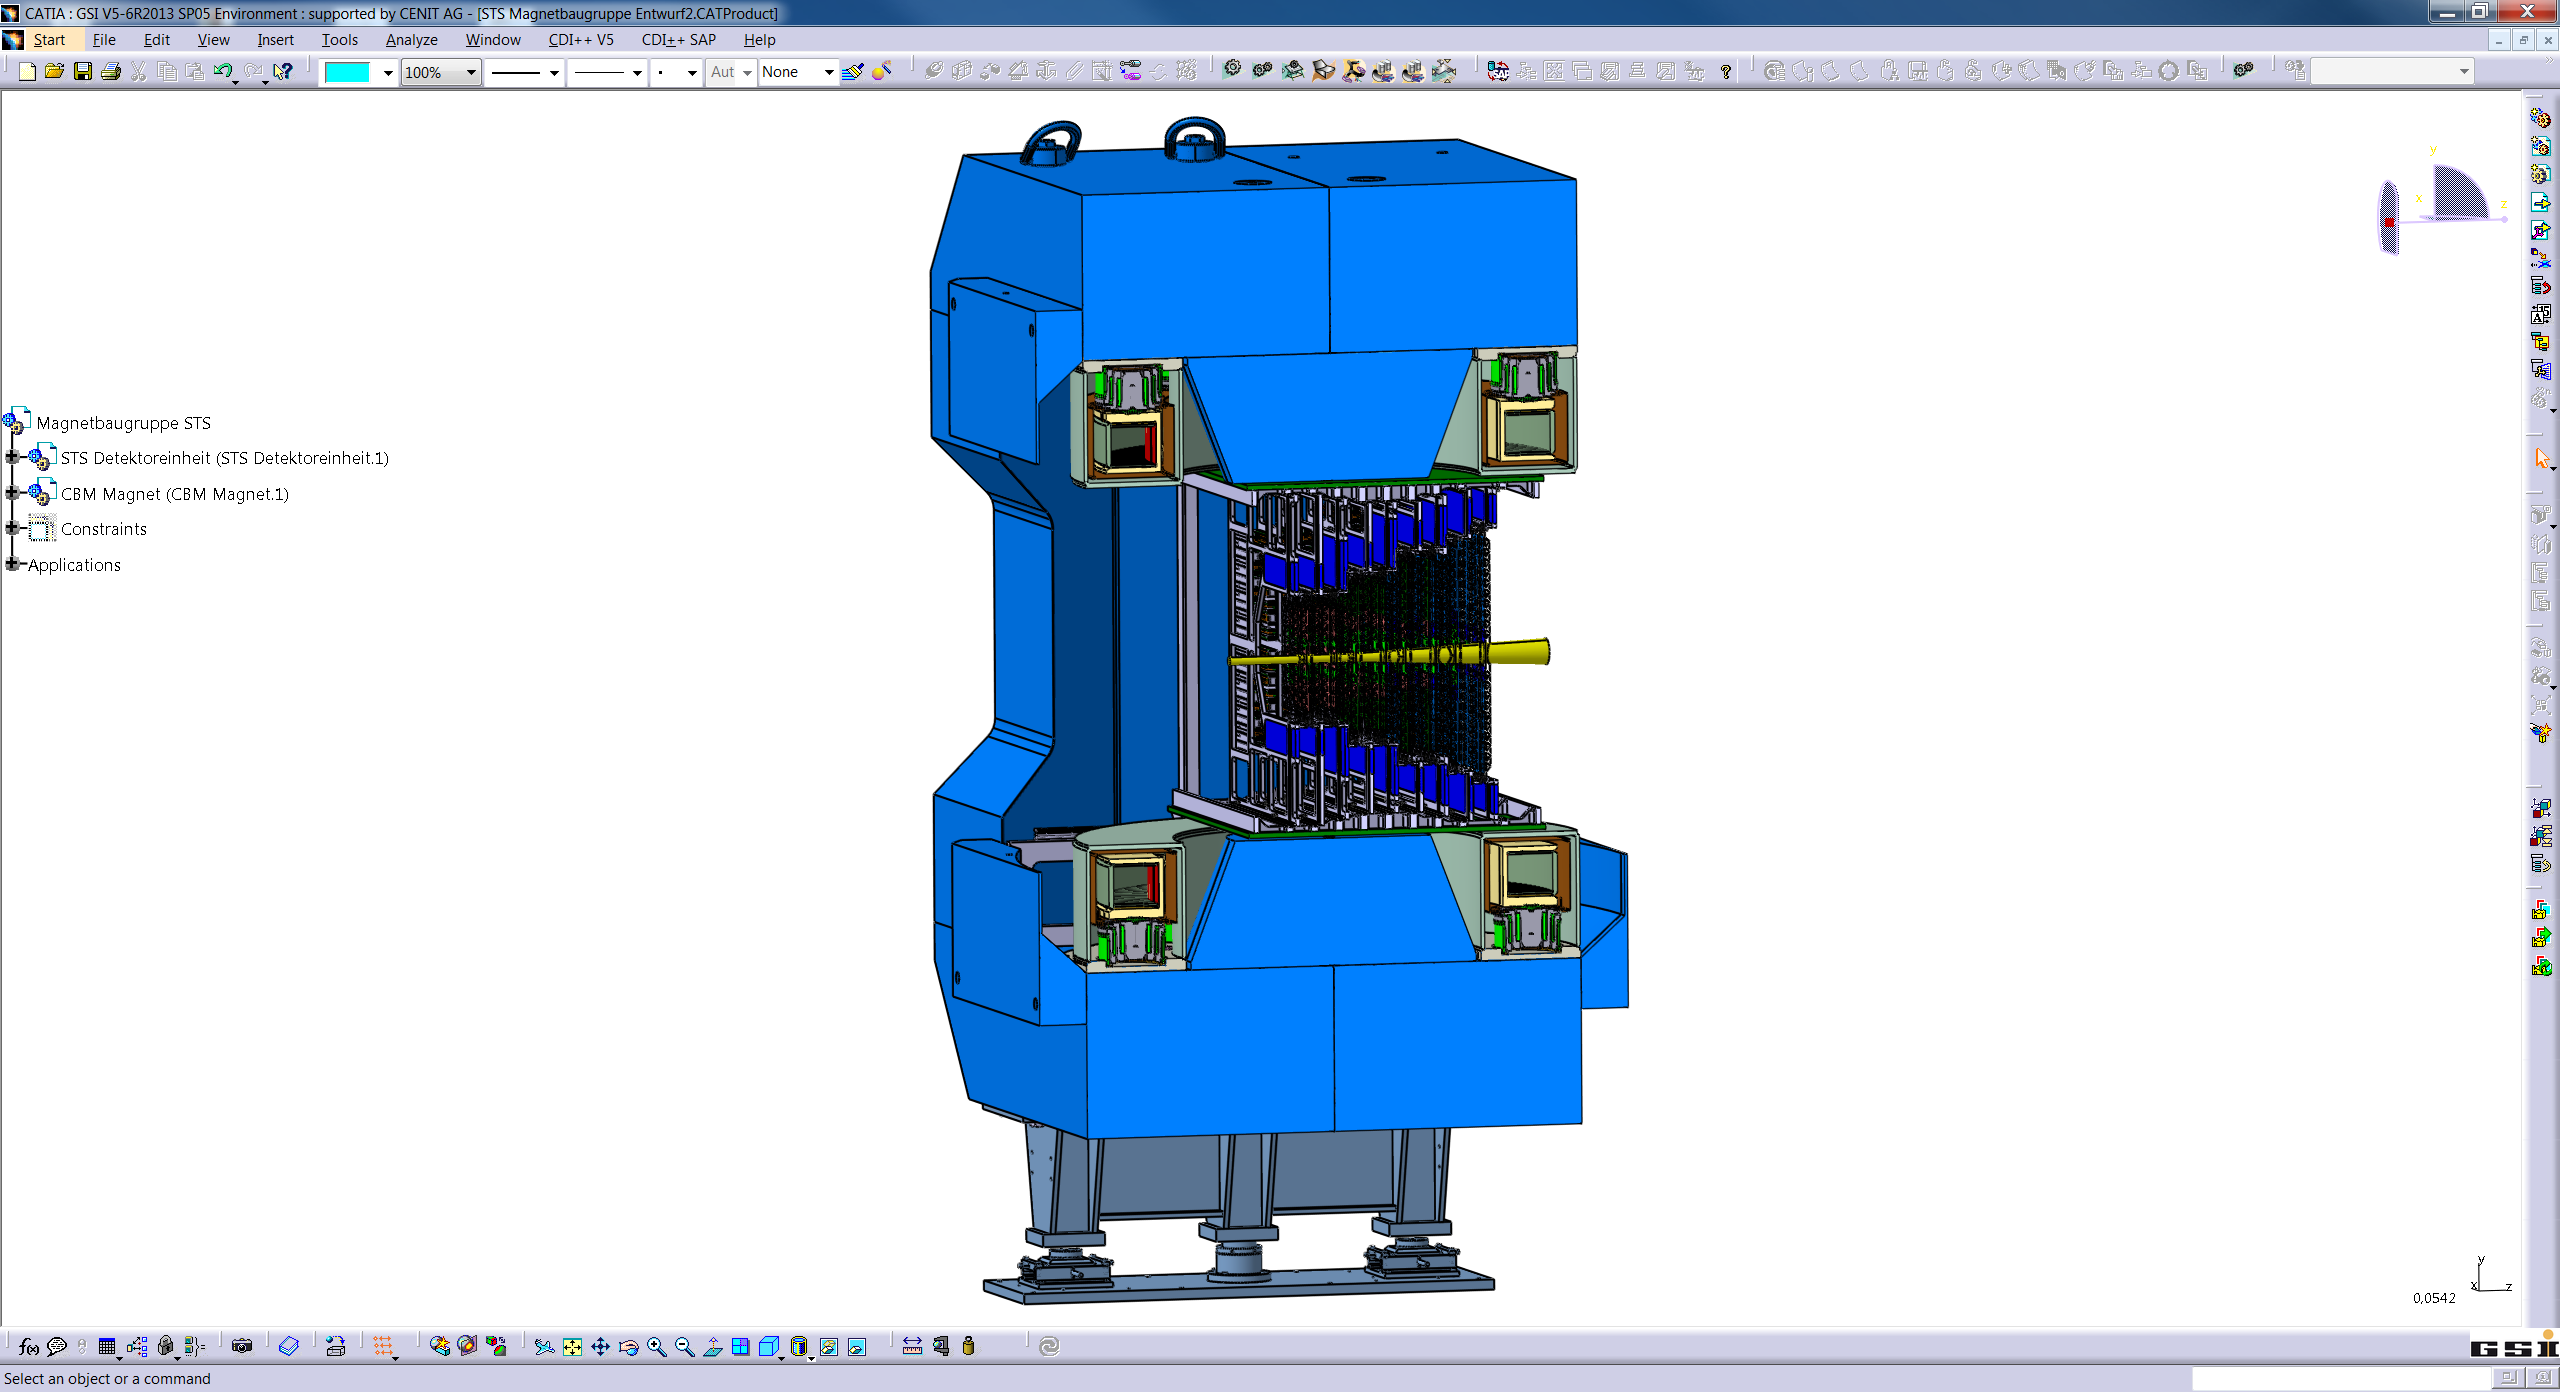 CATIA : GSI V5-6R2013 SP05 Environment : supported by CENIT AG - [STS Magnetbaugruppe Entwurf2.CATProduct]
Start File Edit View Insert Tools Analyze Window CDI++ V5 CDI±+ SAP Help
100% Aut None
y
x z
Magnetbaugruppe STS
STS Detektoreinheit (STS Detektoreinheit.1)
CBM Magnet (CBM Magnet.1)
Constraints
Applications
y
x z
0,0542
GSI
Select an object or a command